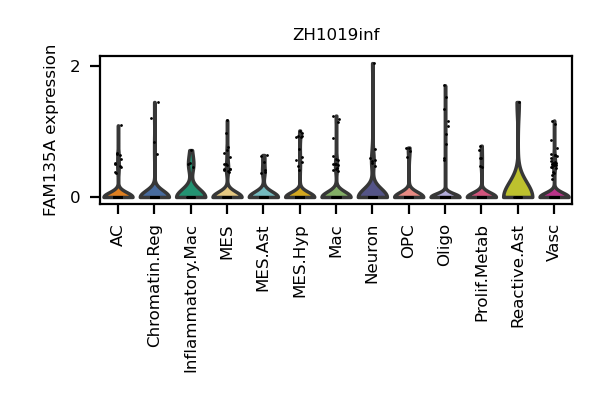 ZH1019inf
FAM135A expression
2
0
AC
Chromatin.Reg
Inflammatory.Mac
MES
MES.Ast
MES.Hyp
Mac
Neuron
OPC
Oligo
Prolif.Metab
Reactive.Ast
Vasc